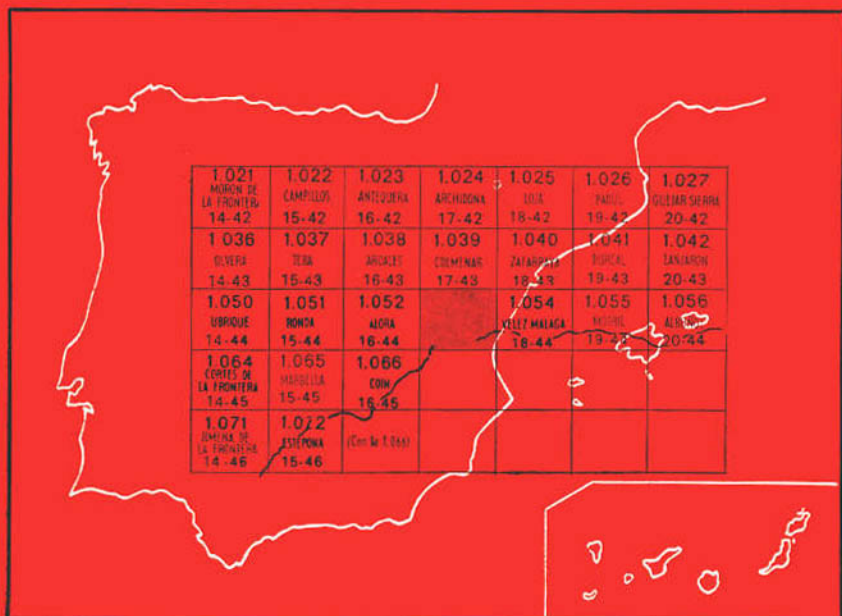 1.021
MORON DE
LA FRONTERA
14-42
1.022
CAMPILLOS
15-42
1.023
ANTEQUERA
16-42
1.024
ARCHIDONA
17-42
1.025
LOJA
18-42
1.026
PADUL
19-42
1.027
GUEJAR SIERRA
20-42
1.036
OLVERA
14-43
1.037
TEBA
15-43
1.038
ARDALES
16-43
1.039
COLMENAR
17-43
1.040
ZAFARRAYA
18-43
1.041
DURCAL
19-43
1.042
LANJARON
20-43
1.050
UBRIQUE
14-44
1.051
RONDA
15-44
1.052
ALORA
16-44
1.054
VELEZ-MALAGA
18-44
1.055
MOTRIL
19-44
1.056
20-44
1.064
CORTES DE
LA FRONTERA
14-45
1.065
MARBELLA
15-45
1.066
COIN
16-45
1.071
JIMENA DE
LA FRONTERA
14-46
1.072
ESTEPONA
15-46
(Con la 1.066)